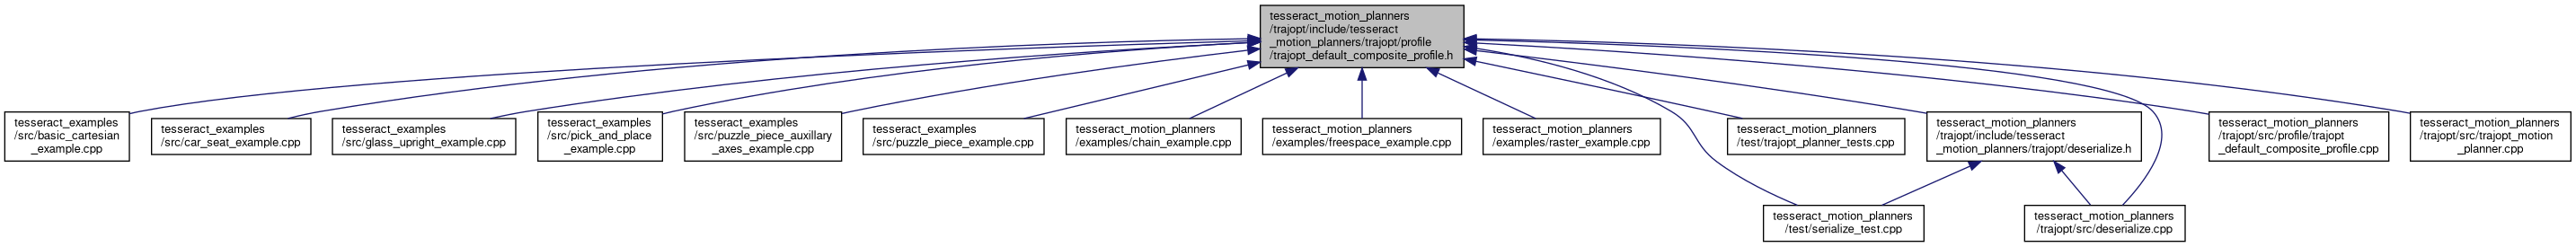 tesseract_motion_planners
/trajopt/include/tesseract
_motion_planners/trajopt/profile
/trajopt_default_composite_profile.h
tesseract_examples
/src/basic_cartesian
_example.cpp
tesseract_examples
/src/car_seat_example.cpp
tesseract_examples
/src/glass_upright_example.cpp
tesseract_examples
/src/pick_and_place
_example.cpp
tesseract_examples
/src/puzzle_piece_auxillary
_axes_example.cpp
tesseract_examples
/src/puzzle_piece_example.cpp
tesseract_motion_planners
/examples/chain_example.cpp
tesseract_motion_planners
/examples/freespace_example.cpp
tesseract_motion_planners
/examples/raster_example.cpp
tesseract_motion_planners
/test/trajopt_planner_tests.cpp
tesseract_motion_planners
/trajopt/include/tesseract
_motion_planners/trajopt/deserialize.h
tesseract_motion_planners
/trajopt/src/profile/trajopt
_default_composite_profile.cpp
tesseract_motion_planners
/trajopt/src/trajopt_motion
_planner.cpp
tesseract_motion_planners
/test/serialize_test.cpp
tesseract_motion_planners
/trajopt/src/deserialize.cpp